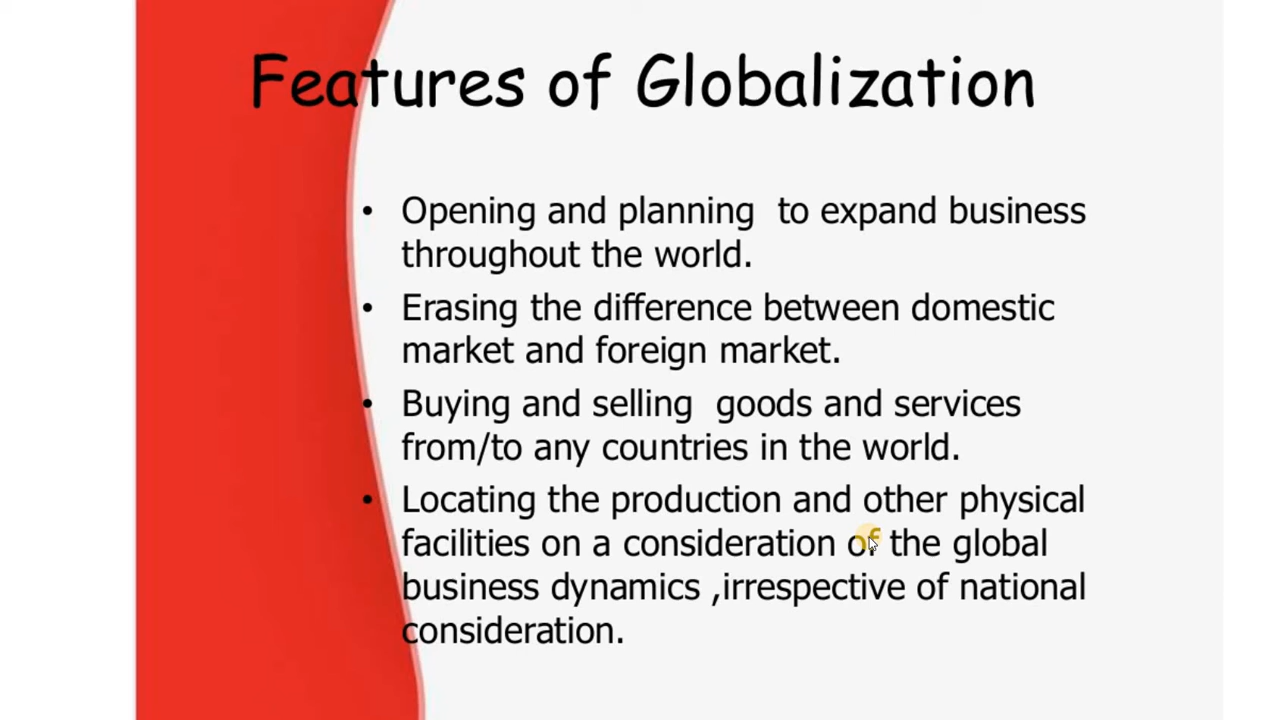 Features of Globalization
• Opening and planning  to expand business
throughout the world.
• Erasing the difference between domestic
market and foreign market.
• Buying and selling  goods and services
from/to any countries in the world.
• Locating the production and other physical
facilities on a consideration of the global
business dynamics ,irrespective of national
consideration.